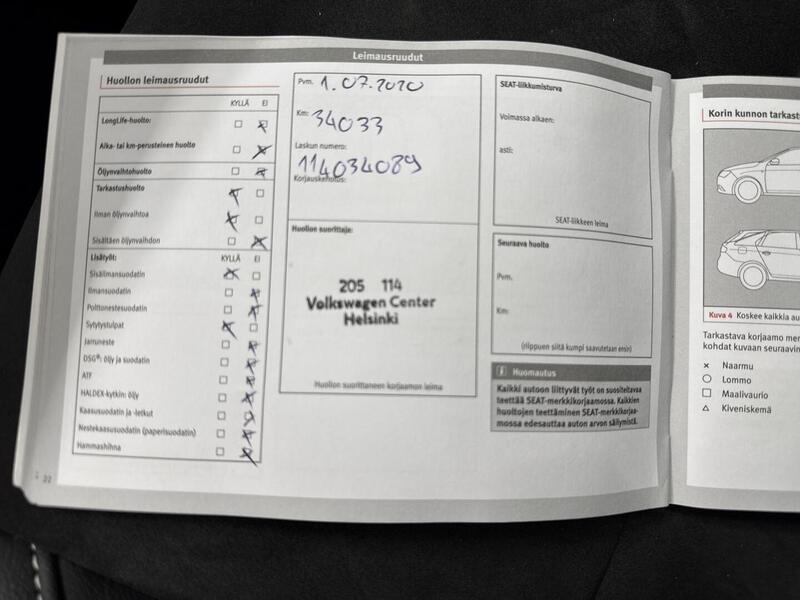 Leimausruudut
Huollon leimausruudut
KYLLÄ EI
LongLife-huolto:
Aika- tai km-perusteinen huolto
Öljynvaihtohuolto
Tarkastushuolto
Ilman öljynvaihtoa
Sisältäen öljynvaihdon
Lisätyöt: KYLLÄ EI
Sisäilmansuodatin
Ilmansuodatin
Polttonestesuodatin
Sytytystulpat
Jarruneste
DSG®: öljy ja suodatin
ATF
HALDEX-kytkin: öljy
Kaasusuodatin ja -letkut
Nestekaasusuodatin (paperisuodatin)
Hammashihna
22
Pvm. 1.07.2020
Km: 34033
Laskun numero:
114034089
Korjauskehotus:
Huollon suorittaja:
205 114
Volkswagen Center
Helsinki
Huollon suorittaneen korjaamon leima
SEAT-liikkumisturva
Voimassa alkaen:
asti:
SEAT-liikkeen leima
Seuraava huolto
Pvm.
Km:
(riippuen siitä kumpi saavutetaan ensin)
i Huomautus
Kaikki autoon liittyvät työt on suositeltavaa
teettää SEAT-merkkikorjaamossa. Kaikkien
huoltojen teettäminen SEAT-merkkikorjaa-
mossa edesauttaa auton arvon säilymistä.
Korin kunnon tarkast
Kuva 4 Koskee kaikkia au
Tarkastava korjaamo mer
kohdat kuvaan seuraavin
Naarmu
Lommo
Maalivaurio
Kiveniskemä